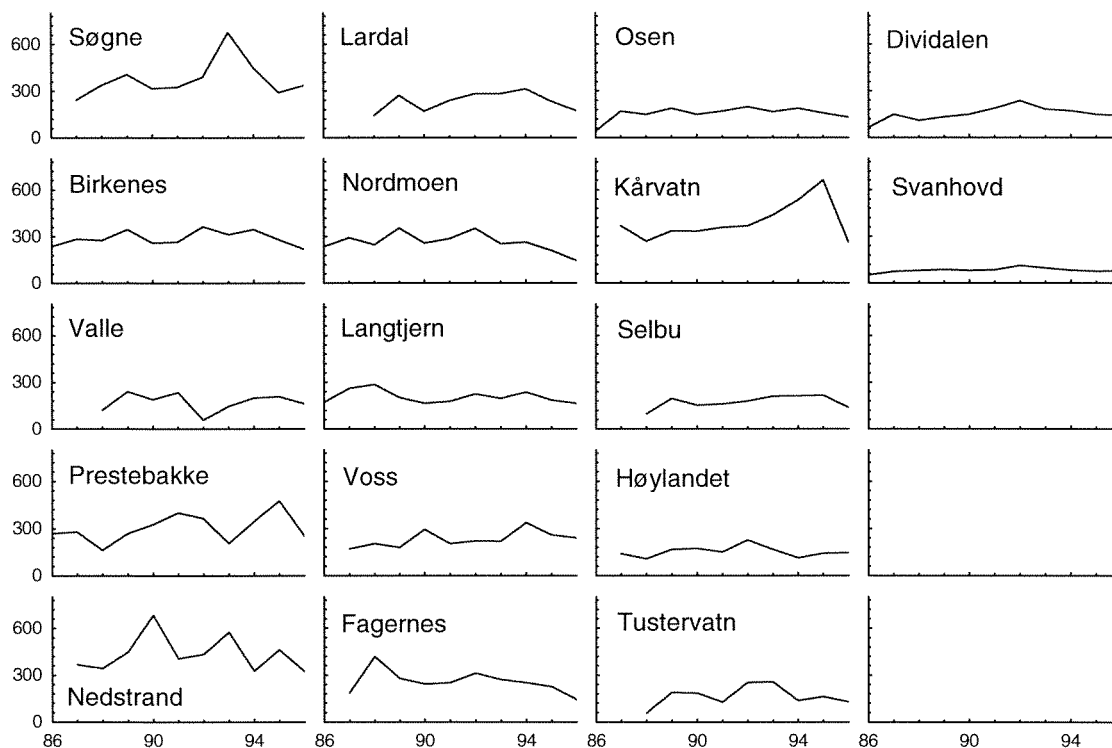 600 Søgne Lardal Osen Dividalen
300
0
600 Birkenes Nordmoen Kårvatn Svanhovd
300
0
600 Valle Langtjern Selbu
300
0
600 Prestebakke Voss Høylandet
300
0
600 Fagernes Tustervatn
300
Nedstrand
0
86 90 94 86 90 94 86 90 94 86 90 94